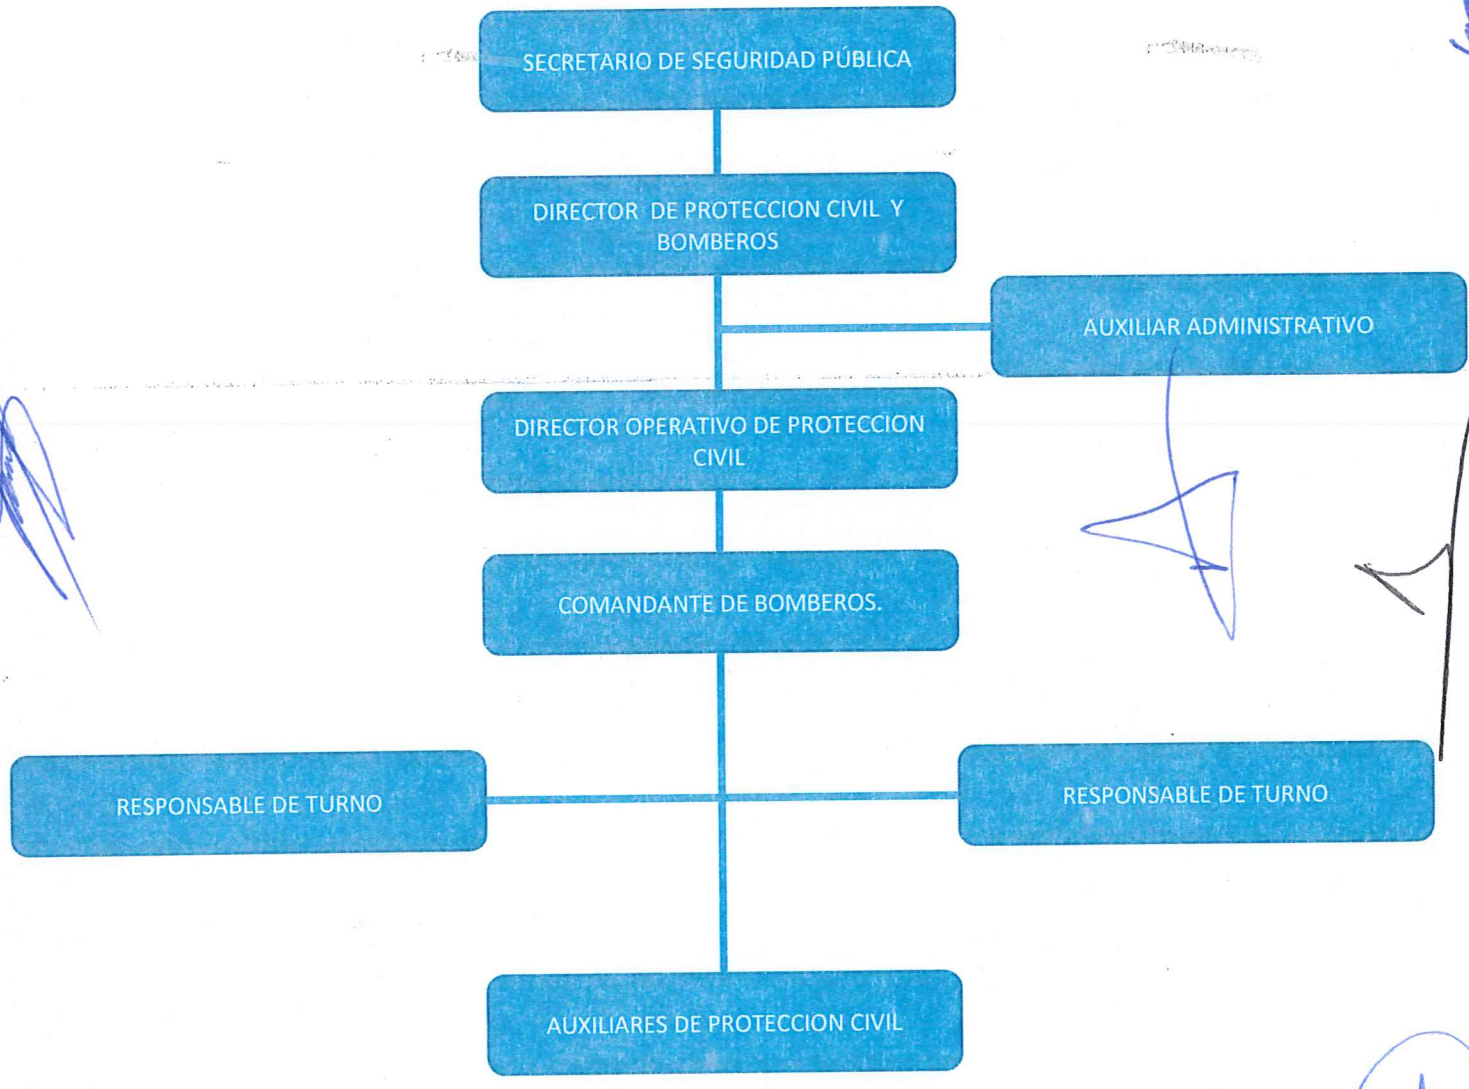 SECRETARIO DE SEGURIDAD PÚBLICA
DIRECTOR DE PROTECCION CIVIL Y
BOMBEROS
AUXILIAR ADMINISTRATIVO
DIRECTOR OPERATIVO DE PROTECCION
CIVIL
COMANDANTE DE BOMBEROS.
RESPONSABLE DE TURNO
RESPONSABLE DE TURNO
AUXILIARES DE PROTECCION CIVIL